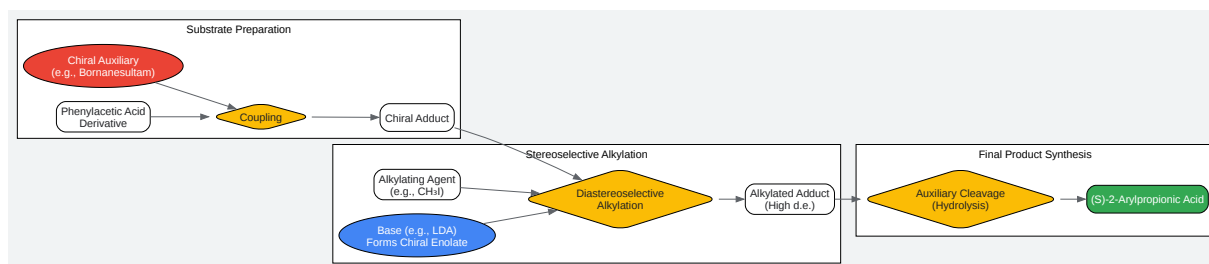 Substrate Preparation
Chiral Auxiliary
(e.g., Bornanesultam)
Phenylacetic Acid
Derivative
Coupling
Chiral Adduct
Stereoselective Alkylation
Alkylating Agent
(e.g., CH₃I)
Base (e.g., LDA)
Forms Chiral Enolate
Diastereoselective
Alkylation
Alkylated Adduct
(High d.e.)
Final Product Synthesis
Auxiliary Cleavage
(Hydrolysis)
(S)-2-Arylpropionic Acid